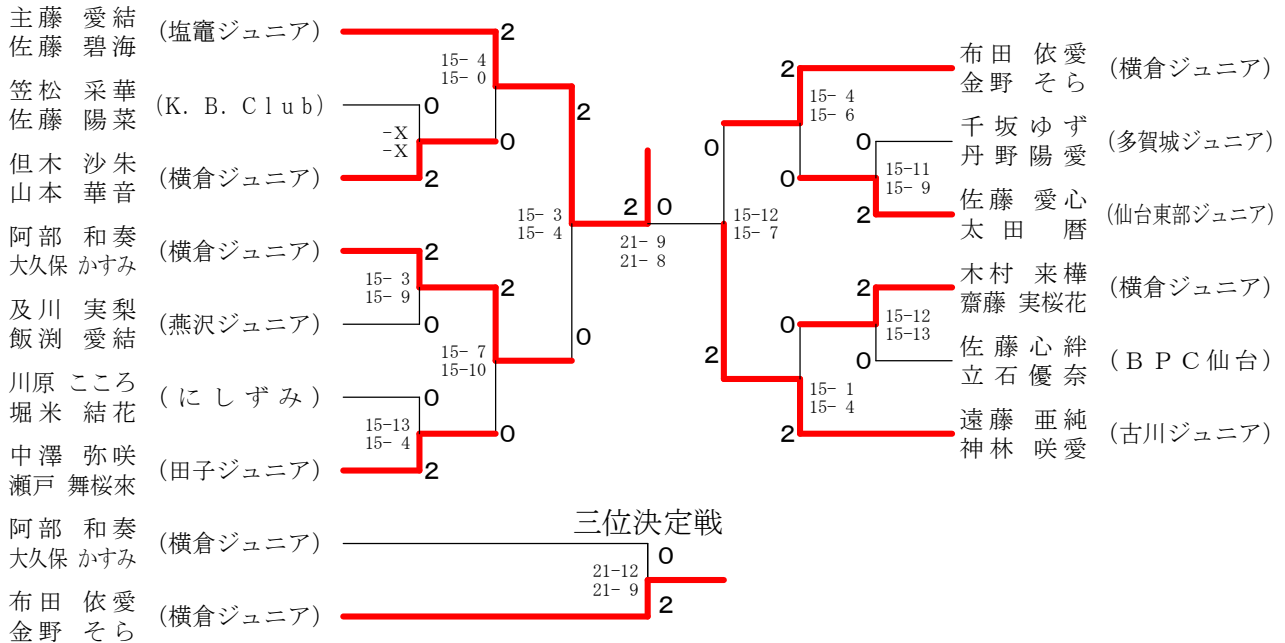 主藤 愛結
佐藤 碧海
(塩竈ジュニア)
2
15- 4
15- 0
笠松 采華
佐藤 陽菜
(K. B. Club)
0
-X
-X
0
但木 沙朱
山本 華音
(横倉ジュニア)
2
2
15- 3
15- 4
阿部 和奏
大久保 かすみ
(横倉ジュニア)
2
15- 3
15- 9
2
及川 実梨
飯渕 愛結
(燕沢ジュニア)
0
15- 7
15-10
0
川原 こころ
堀米 結花
(にしずみ)
0
15-13
15- 4
0
中澤 弥咲
瀬戸 舞桜來
(田子ジュニア)
2
2 0
21- 9
21- 8
布田 依愛
金野 そら
(横倉ジュニア)
2
15- 4
15- 6
千坂 ゆず
丹野 陽愛
(多賀城ジュニア)
0
15-11
15- 9
0
佐藤 愛心
太田 暦
(仙台東部ジュニア)
2
0
15-12
15- 7
木村 来樺
齋藤 実桜花
(横倉ジュニア)
2
15-12
15-13
0
佐藤 心絆
立石 優奈
(BPC仙台)
0
2
15- 1
15- 4
遠藤 亜純
神林 咲愛
(古川ジュニア)
2
三位決定戦
阿部 和奏
大久保 かすみ
(横倉ジュニア)
0
21-12
21- 9
布田 依愛
金野 そら
(横倉ジュニア)
2